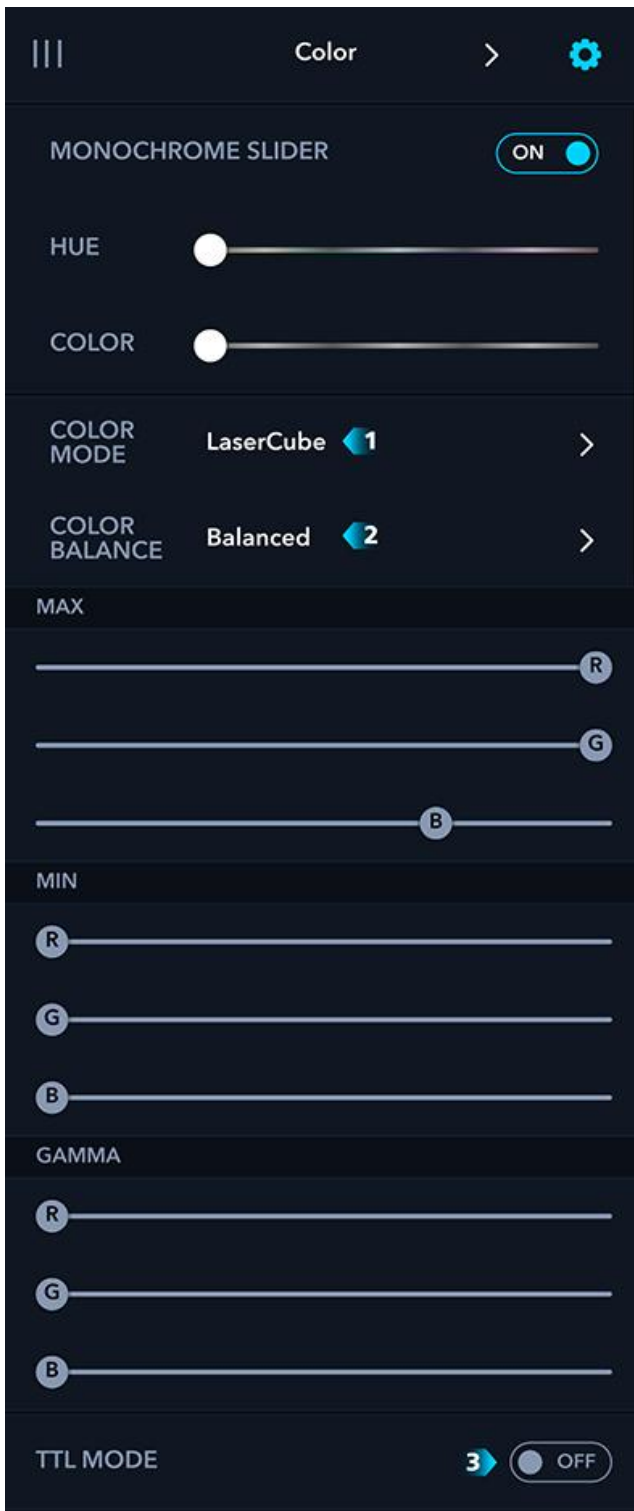 Color
MONOCHROME SLIDER ON
HUE
COLOR
COLOR
MODE
LaserCube 1
COLOR
BALANCE
Balanced 2
MAX
R
G
B
MIN
R
G
B
GAMMA
R
G
B
TTL MODE 3 OFF